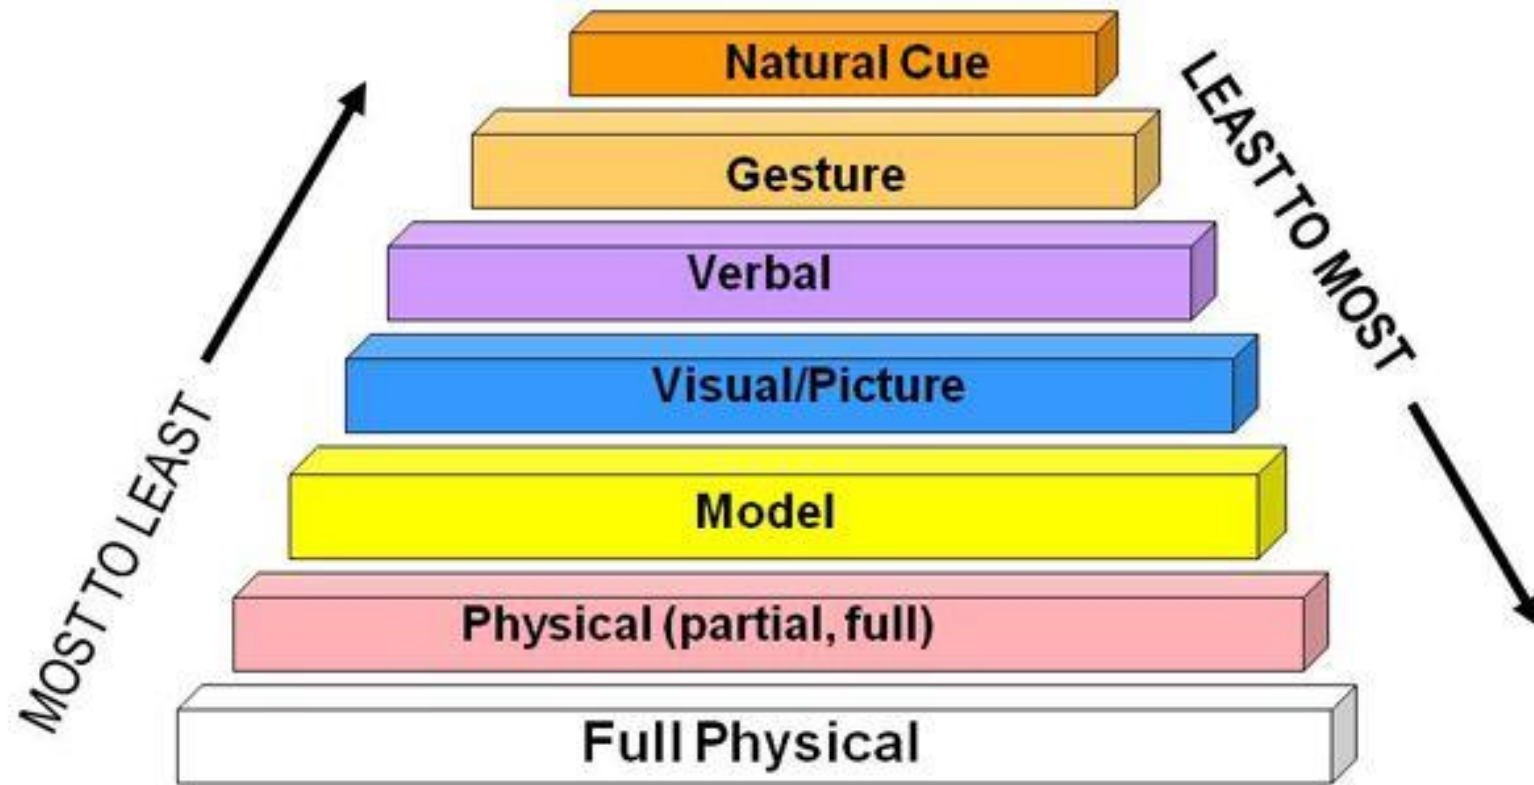 Natural Cue
Gesture
Verbal
Visual/Picture
Model
Physical (partial, full)
Full Physical
MOST TO LEAST
LEAST TO MOST